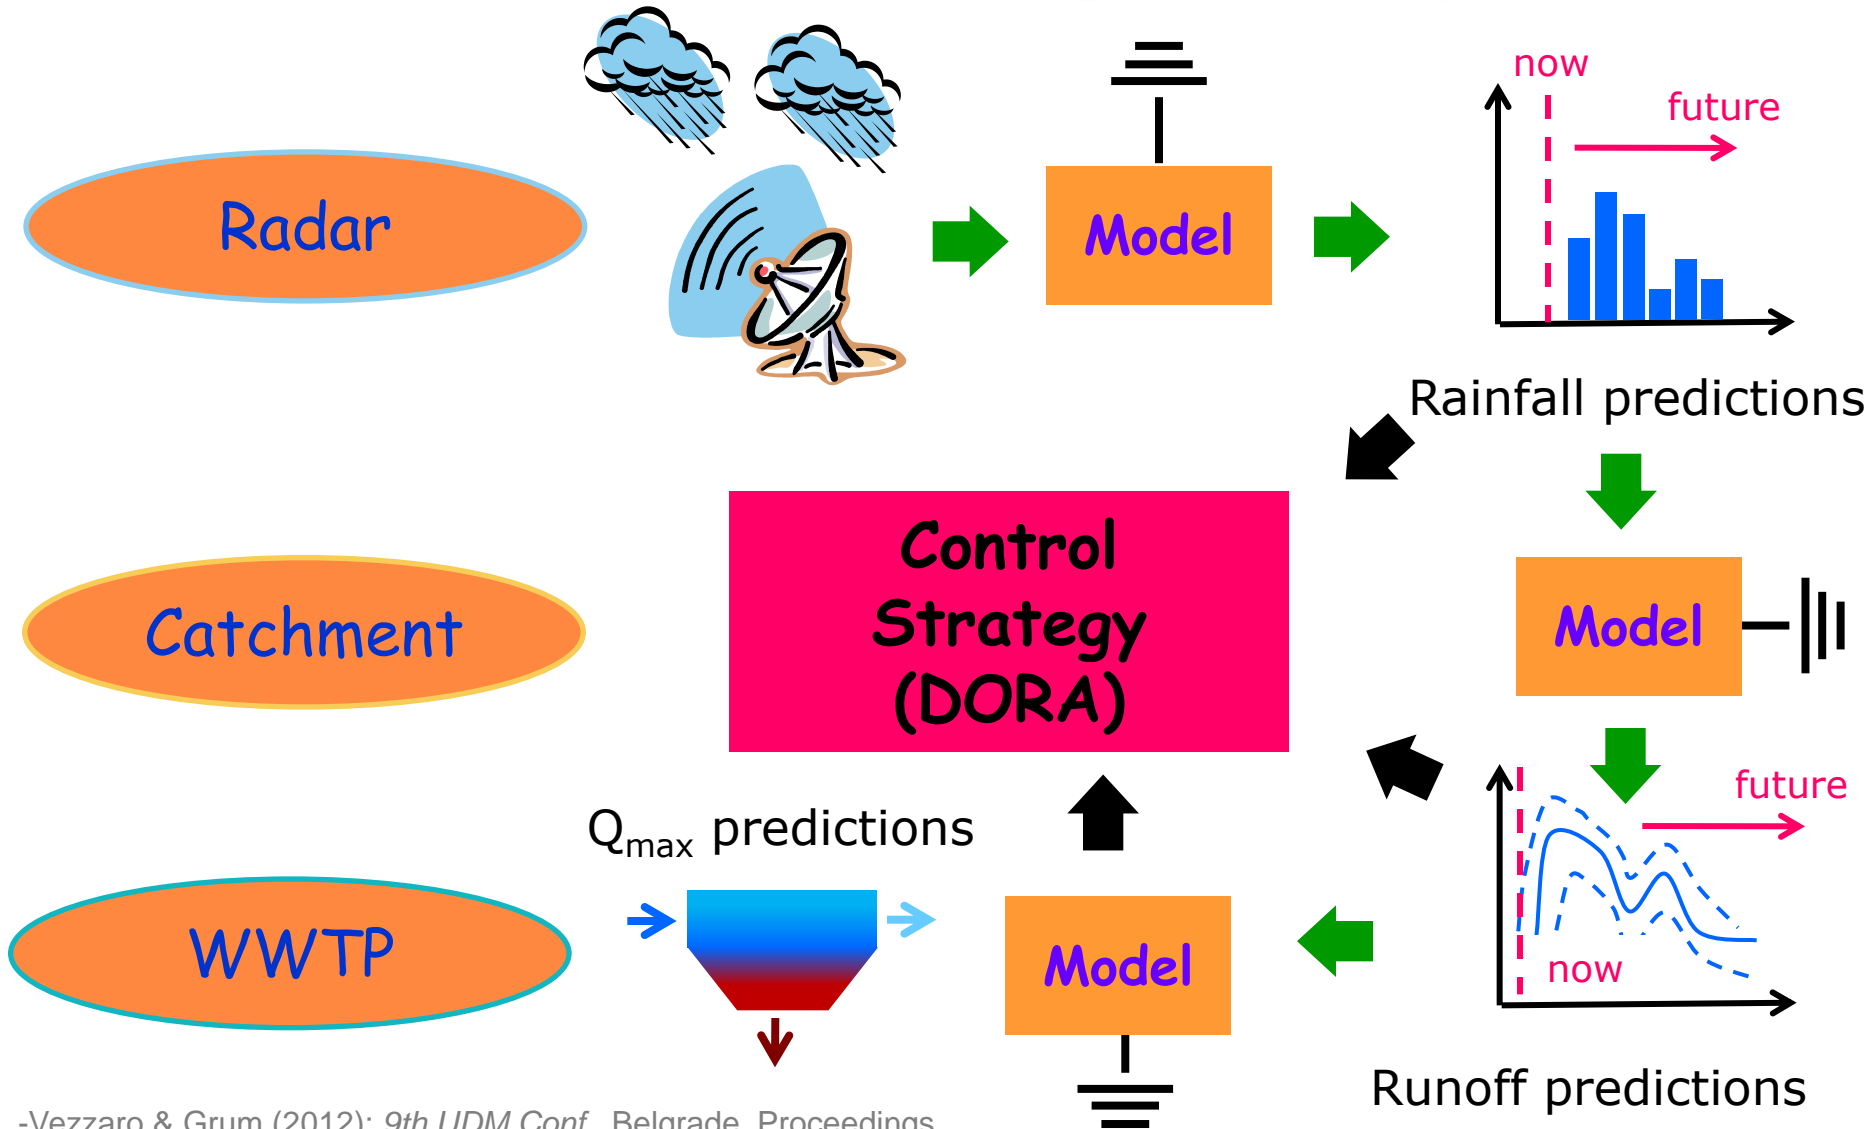 now
future
Radar
Model
Rainfall predictions
Control
Strategy
(DORA)
Catchment
Model
future
Qmax predictions
WWTP
Model
now
Runoff predictions
-Vezzaro & Grum (2012): 9th UDM Conf., Belgrade, Proceedings